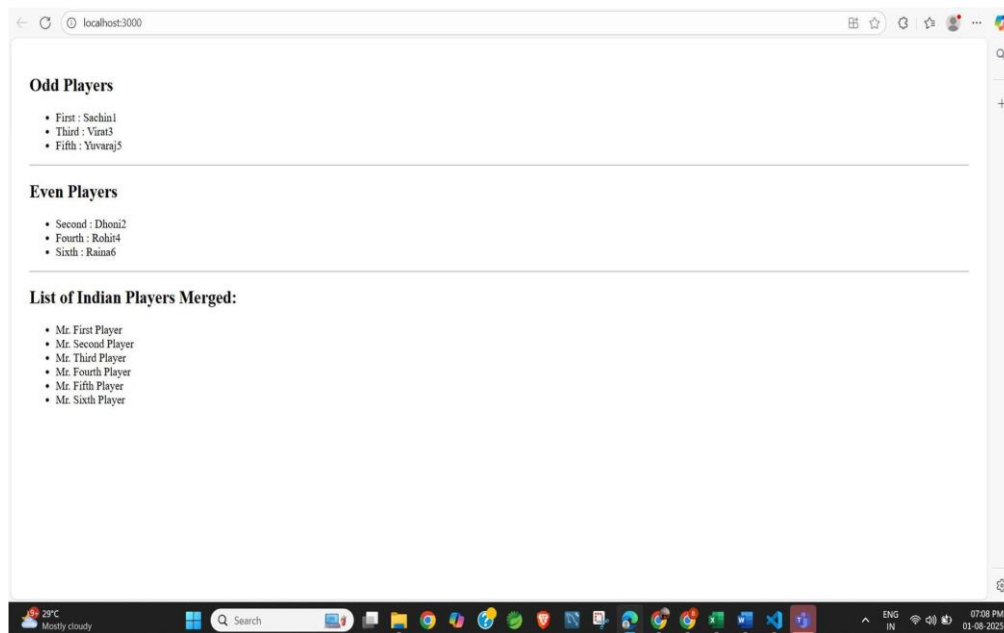 localhost:3000
Odd Players
First : Sachin1
Third : Virat3
Fifth : Yuvaraj5
Even Players
Second : Dhoni2
Fourth : Rohit4
Sixth : Raina6
List of Indian Players Merged:
Mr. First Player
Mr. Second Player
Mr. Third Player
Mr. Fourth Player
Mr. Fifth Player
Mr. Sixth Player
29°C
Mostly cloudy
Search
ENG
IN
07:08 PM
01-08-2025